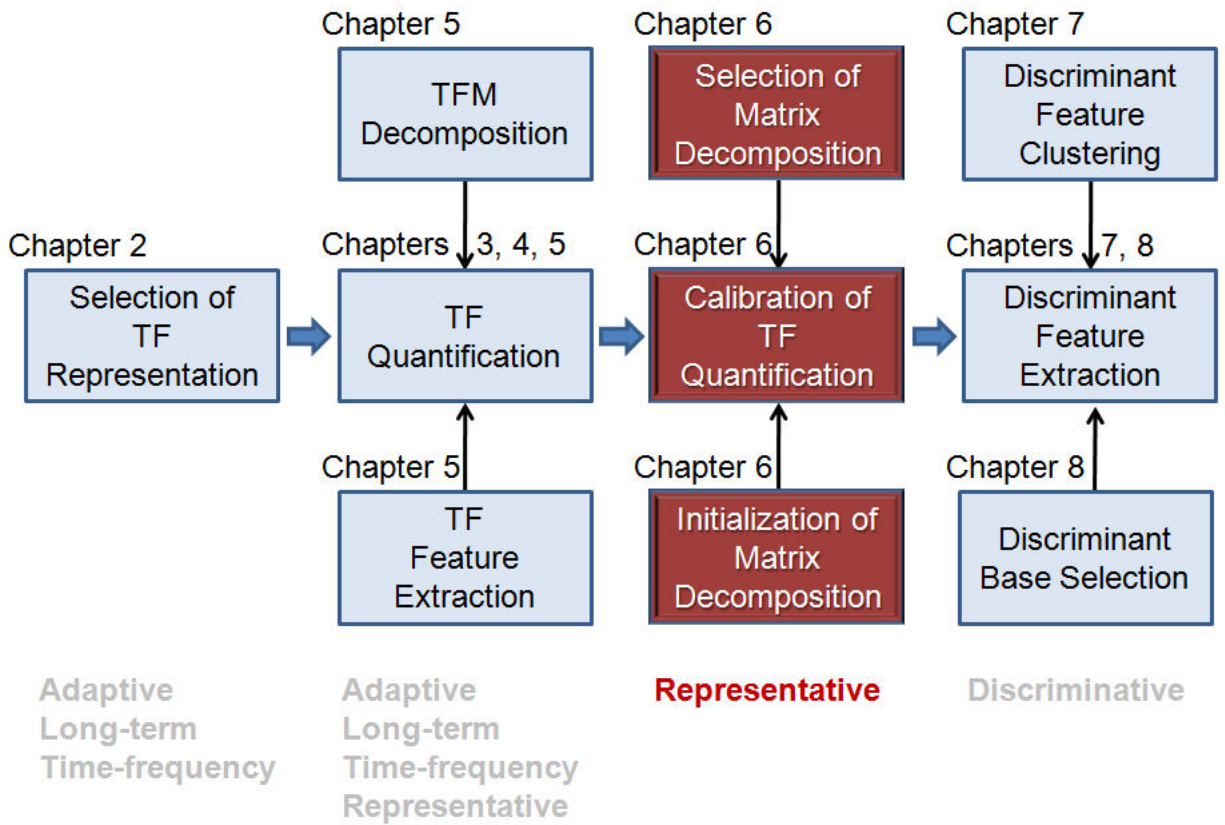 Chapter 5
TFM
Decomposition
Chapter 6
Selection of
Matrix
Decomposition
Chapter 7
Discriminant
Feature
Clustering
Chapter 2
Selection of
TF
Representation
Chapters 3, 4, 5
TF
Quantification
Chapter 6
Calibration of
TF
Quantification
Chapters 7, 8
Discriminant
Feature
Extraction
Chapter 5
TF
Feature
Extraction
Chapter 6
Initialization of
Matrix
Decomposition
Chapter 8
Discriminant
Base Selection
Adaptive
Long-term
Time-frequency
Adaptive
Long-term
Time-frequency
Representative
Representative
Discriminative